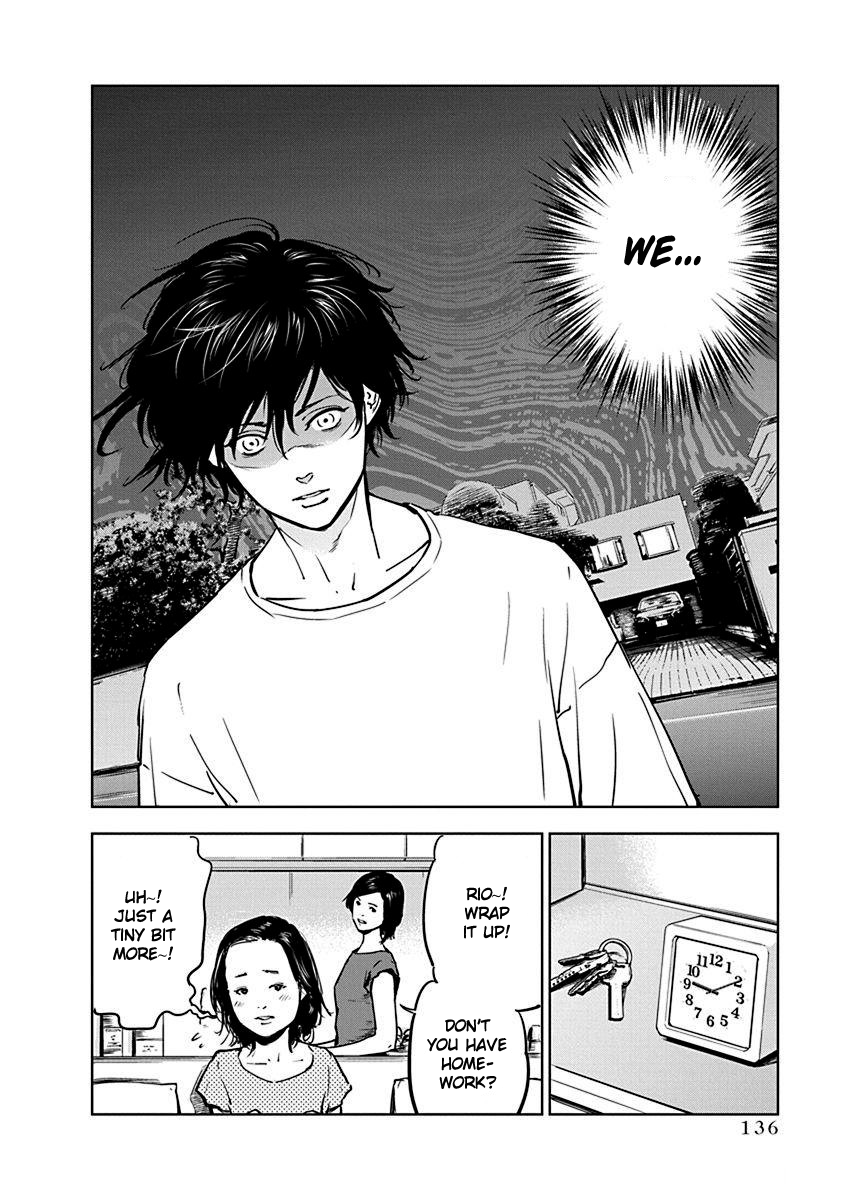 WE...
12
1
2
3
4
5
6
7
8
9
10
11
RIO~!
WRAP
IT UP!
DON'T
YOU HAVE
HOME-
WORK?
UH~!
JUST A
TINY BIT
MORE~!
136